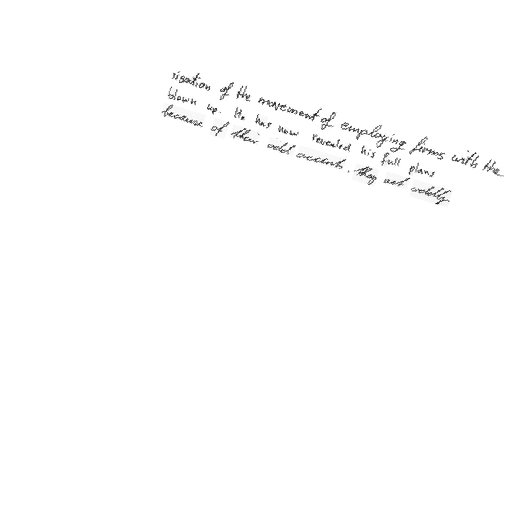 sisation of the movement of employing firms with the
blown up. He has now revealed his full plans
because of their odd accents. They act oddly